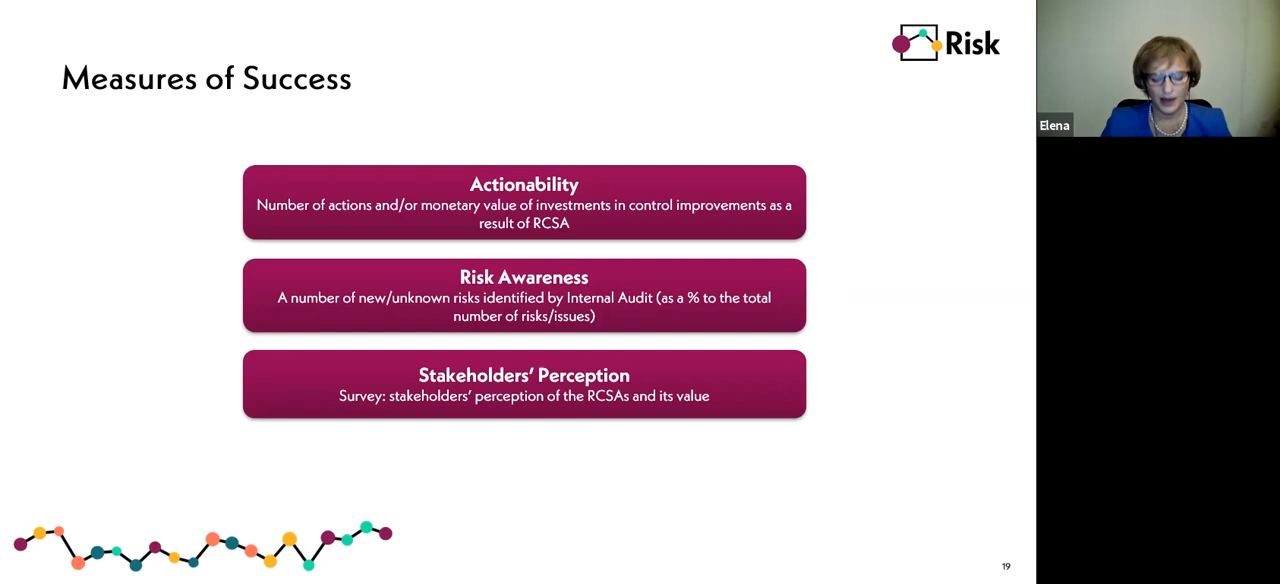 Risk
Measures of Success
Elena
Actionability
Number of actions and/or monetary value of investments in control improvements as a
result of RCSA
Risk Awareness
A number of new/unknown risks identified by Internal Audit (as a % to the total
number of risks/issues)
Stakeholders’ Perception
Survey: stakeholders’ perception of the RCSAs and its value
19